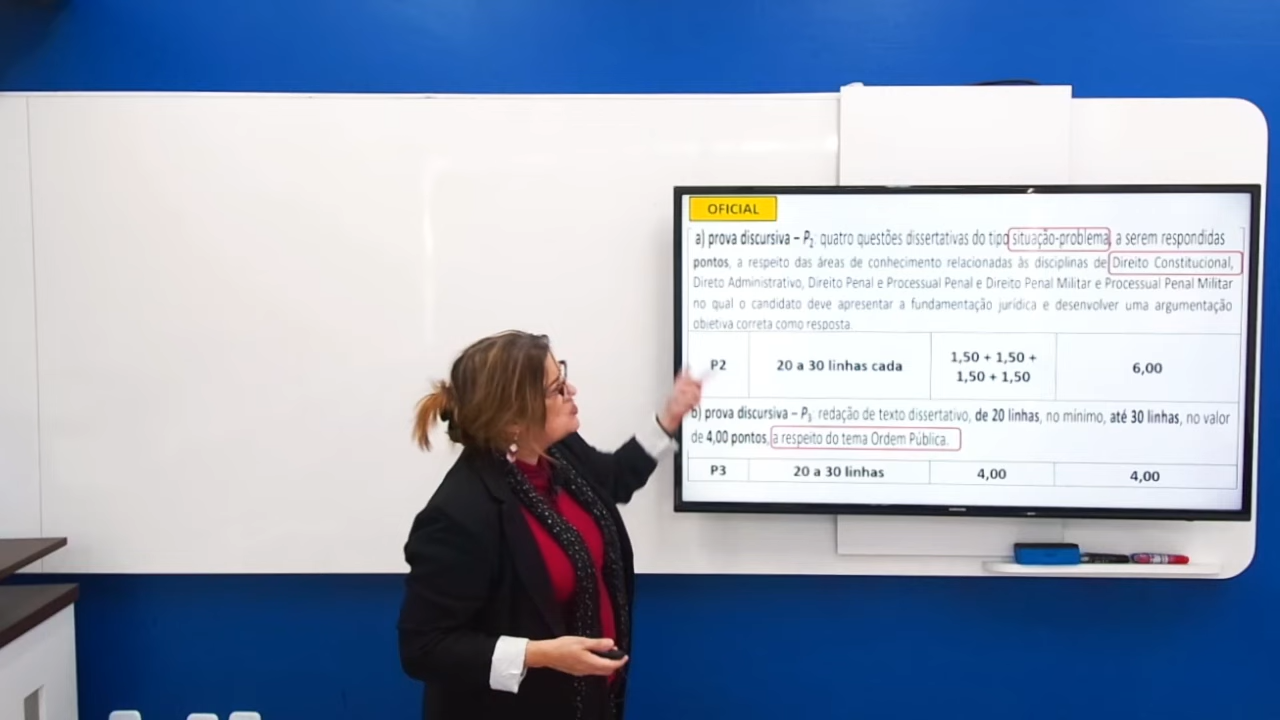 OFICIAL
a) prova discursiva – P2: quatro questões dissertativas do tipo situação-problema, a serem respondidas
pontos, a respeito das áreas de conhecimento relacionadas às disciplinas de Direito Constitucional,
Direto Administrativo, Direito Penal e Processual Penal e Direito Penal Militar e Processual Penal Militar
no qual o candidato deve apresentar a fundamentação jurídica e desenvolver uma argumentação
objetiva correta como resposta.
P2 20 a 30 linhas cada 1,50 + 1,50 + 6,00
1,50 + 1,50
b) prova discursiva – P3: redação de texto dissertativo, de 20 linhas, no mínimo, até 30 linhas, no valor
de 4,00 pontos, a respeito do tema Ordem Pública.
P3 20 a 30 linhas 4,00 4,00